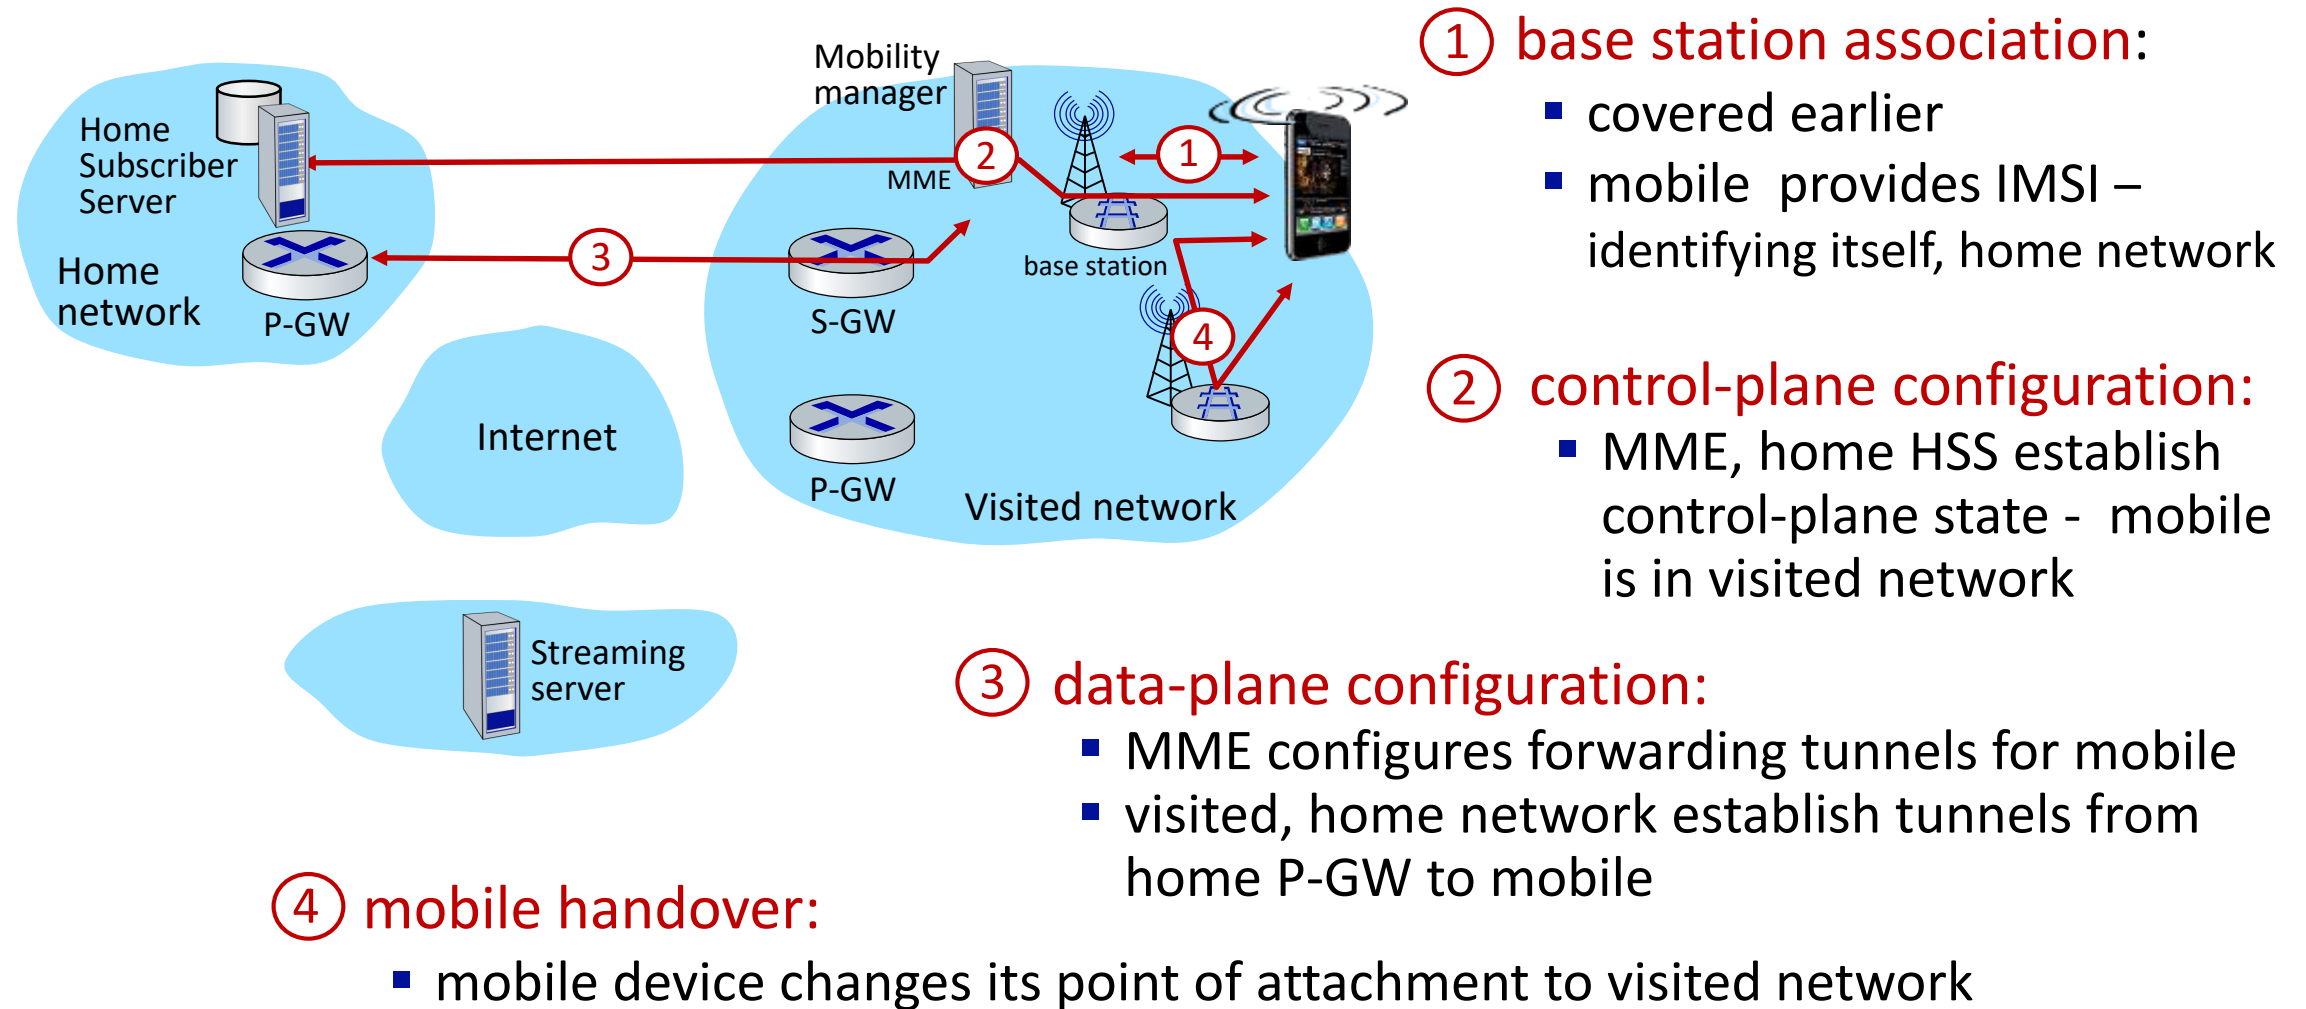 Home
Subscriber
Server
Home
network
P-GW
Mobility
manager
MME
2
1
3
S-GW
base station
4
P-GW
Internet
Visited network
Streaming
server
1 base station association:
▪ covered earlier
▪ mobile provides IMSI –
identifying itself, home network
2 control-plane configuration:
▪ MME, home HSS establish
control-plane state - mobile
is in visited network
3 data-plane configuration:
▪ MME configures forwarding tunnels for mobile
▪ visited, home network establish tunnels from
home P-GW to mobile
4 mobile handover:
▪ mobile device changes its point of attachment to visited network